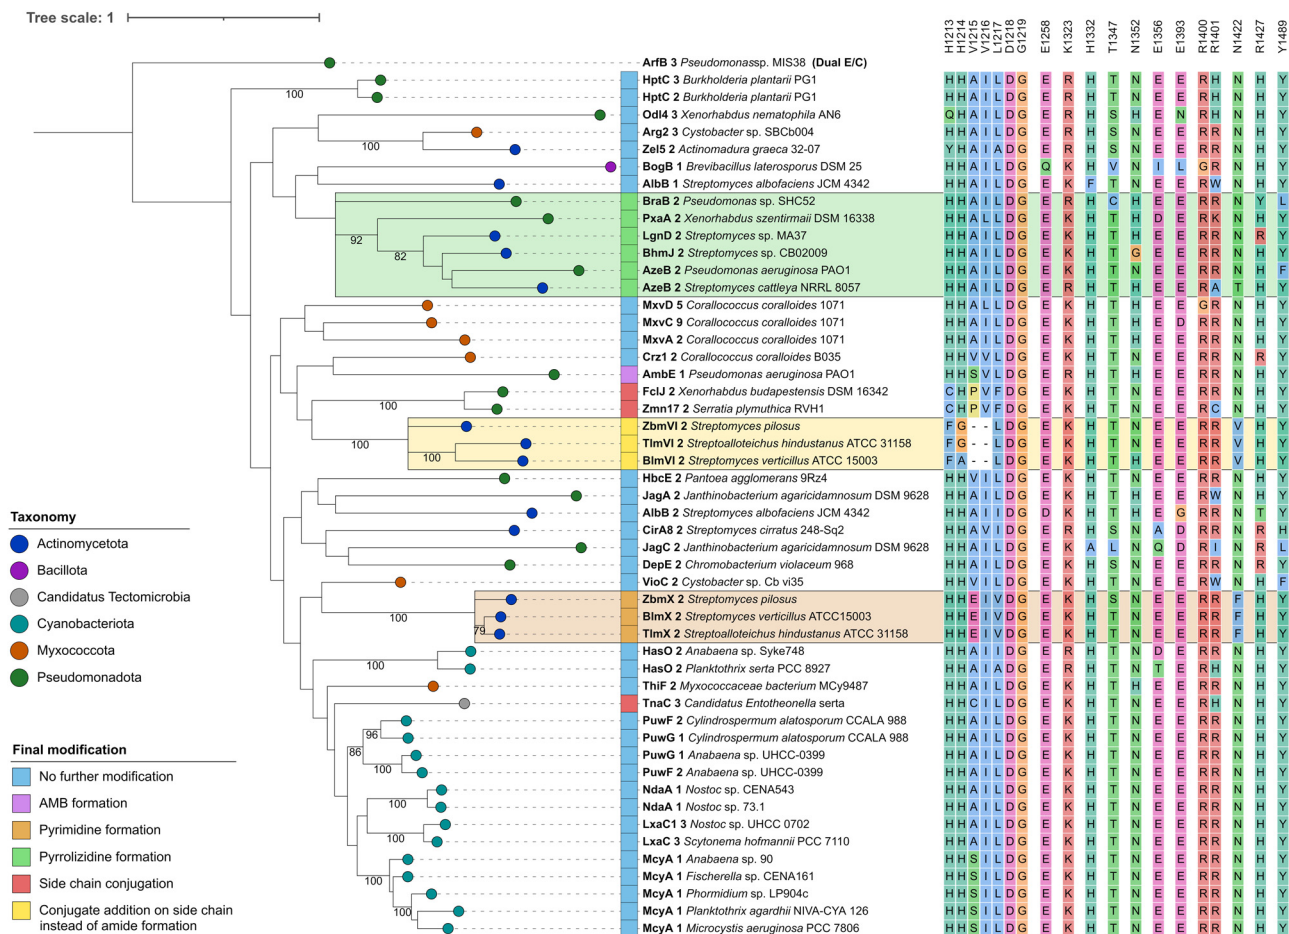 Tree scale: 1
H1213 H1214 V1215 V1216 L1217 D1218 G1219 E1258 K1323 H1332 T1347 N1352 E1356 E1393 R1400 R1401 N1422 R1427 Y1489
ArfB 3 Pseudomonassp. MIS38 (Dual E/C)
HptC 3 Burkholderia plantarii PG1 H H A I L D G E R H T N E E R H N H Y
HptC 2 Burkholderia plantarii PG1 H H A I L D G E R H T N E E R H N H Y
Odl4 3 Xenorhabdus nematophila AN6 Q H A I L D G E R H S H E N R H N H Y
Arg2 3 Cystobacter sp. SBCb004 H H A I L D G E R H S N E E R R N H Y
Zel5 2 Actinomadura graeca 32-07 Y H A I A D G E R H S N E E R R N H Y
BogB 1 Brevibacillus laterosporus DSM 25 H H A I L D G Q K H V N I L G R N H Y
AlbB 1 Streptomyces albofaciens JCM 4342 H H A I L D G E K F T N E E R W N H Y
BraB 2 Pseudomonas sp. SHC52 H H A I L D G E R H C H E E R R N Y L
PxaA 2 Xenorhabdus szentirmaii DSM 16338 H H A L L D G E K H T H D E R K N H Y
LgnD 2 Streptomyces sp. MA37 H H A I L D G E K H T H E E R R N R Y
BhmJ 2 Streptomyces sp. CB02009 H H A I L D G E K H T G E E R R N H Y
AzeB 2 Pseudomonas aeruginosa PAO1 H H A I L D G E K H T N E E R R N H F
AzeB 2 Streptomyces cattleya NRRL 8057 H H A I L D G E K H T H E E R A T H Y
MxvD 5 Corallococcus coralloides 1071 H H A L L D G E K H T H E E G R N H Y
MxvC 9 Corallococcus coralloides 1071 H H A I L D G E K H T H E D R R N H Y
MxvA 2 Corallococcus coralloides 1071 H H A I L D G E K H T H E E R R N H Y
Crz1 2 Corallococcus coralloides B035 H H V V L D G E K H T N E E R R N R Y
AmbE 1 Pseudomonas aeruginosa PAO1 H H S V L D G E R H T H E E R R N H Y
FclJ 2 Xenorhabdus budapestensis DSM 16342 C H P V F D G E K H T N E E R R N H Y
Zmn17 2 Serratia plymuthica RVH1 C H P V F D G E K H T N E E R C N H Y
ZbmVI 2 Streptomyces pilosus F G - - L D G E K H T N E E R R V H Y
TlmVI 2 Streptoalloteichus hindustanus ATCC 31158 F G - - L D G E K H T N E E R R V H Y
BlmVI 2 Streptomyces verticillus ATCC 15003 F A - - L D G E K H T H E E R R V H Y
HbcE 2 Pantoea agglomerans 9Rz4 H H V I L D G E K H T N E E R R N H Y
JagA 2 Janthinobacterium agaricidamnosum DSM 9628 H H A I L D G E K H T H E E R W N H Y
AlbB 2 Streptomyces albofaciens JCM 4342 H H A I L D G D K H T H E G R R N T Y
CirA8 2 Streptomyces cirratus 248-Sq2 H H A V I D G E R H S N A D R R N R H
JagC 2 Janthinobacterium agaricidamnosum DSM 9628 H H A I L D G E K A L N Q D R I N R L
DepE 2 Chromobacterium violaceum 968 H H A I L D G E K H S N E E R R N R Y
VioC 2 Cystobacter sp. Cb vi35 H H V I L D G E K H T N E E R W N H F
ZbmX 2 Streptomyces pilosus H H E I V D G E K H S N E E R R F H Y
BlmX 2 Streptomyces verticillus ATCC15003 H H E I V D G E K H T N E E R R F H Y
TlmX 2 Streptoalloteichus hindustanus ATCC 31158 H H E I V D G E K H T N E E R R F H Y
HasO 2 Anabaena sp. Syke748 H H A I I D G E R H T N D E R R N H Y
HasO 2 Planktothrix serta PCC 8927 H H A I A D G E R H T N T E R H N H Y
ThiF 2 Myxococcaceae bacterium MCy9487 H H A I L D G E K H T H E E R R N H Y
TnaC 3 Candidatus Entotheonella serta H H C I L D G E K H T N E E R H N H Y
PuwF 2 Cylindrospermum alatosporum CCALA 988 H H A I L D G E K H T N E E R R N H Y
PuwG 1 Cylindrospermum alatosporum CCALA 988 H H A I L D G E K H T N E E R R N H Y
PuwG 1 Anabaena sp. UHCC-0399 H H A I L D G E K H T N E E R R N H Y
PuwF 2 Anabaena sp. UHCC-0399 H H A I L D G E K H T N E E R R N H Y
NdaA 1 Nostoc sp. CENA543 H H A I L D G E K H T N E E R R N H Y
NdaA 1 Nostoc sp. 73.1 H H A I L D G E K H T N E E R R N H Y
LxaC1 3 Nostoc sp. UHCC 0702 H H A I L D G E K H T N E E R R N H Y
LxaC 3 Scytonema hofmannii PCC 7110 H H A I L D G E K H T N E E R R N H Y
McyA 1 Anabaena sp. 90 H H S I L D G E K H T N E E R R N H Y
McyA 1 Fischerella sp. CENA161 H H S I L D G E K H T N E E R R N H Y
McyA 1 Phormidium sp. LP904c H H S I L D G E K H T N E E R R N H Y
McyA 1 Planktothrix agardhii NIVA-CYA 126 H H S I L D G E K H T N E E R R N H Y
McyA 1 Microcystis aeruginosa PCC 7806 H H S I L D G E K H T N E E R R N H Y
100
100
92
82
100
100
100
100
79
100
96
86
100
100
100
100
100
Taxonomy
Actinomycetota
Bacillota
Candidatus Tectomicrobia
Cyanobacteriota
Myxococcota
Pseudomonadota
Final modification
No further modification
AMB formation
Pyrimidine formation
Pyrrolizidine formation
Side chain conjugation
Conjugate addition on side chain
instead of amide formation